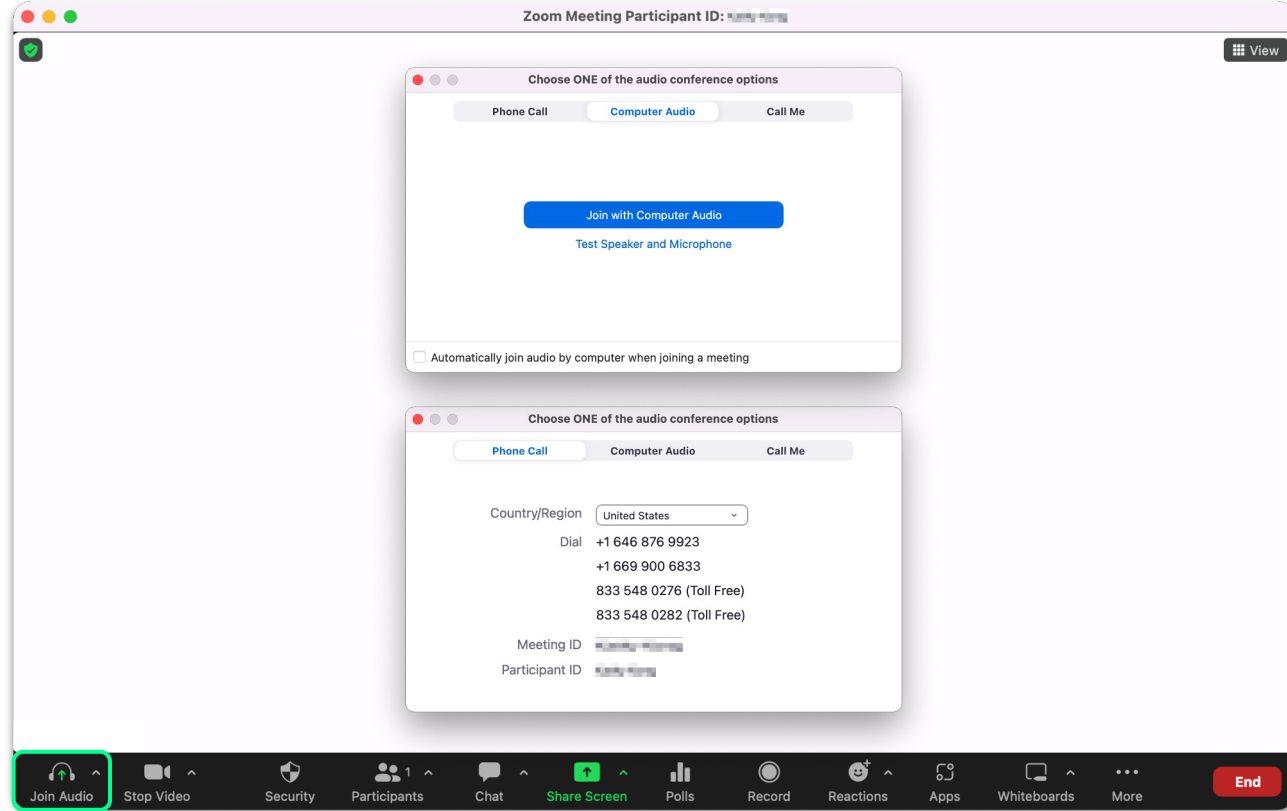 Zoom Meeting Participant ID:
View
Choose ONE of the audio conference options
Phone Call Computer Audio Call Me
Join with Computer Audio
Test Speaker and Microphone
Automatically join audio by computer when joining a meeting
Choose ONE of the audio conference options
Phone Call Computer Audio Call Me
Country/Region United States
Dial +1 646 876 9923
+1 669 900 6833
833 548 0276 (Toll Free)
833 548 0282 (Toll Free)
Meeting ID
Participant ID
1
Join Audio Stop Video Security Participants Chat Share Screen Polls Record Reactions Apps Whiteboards More End